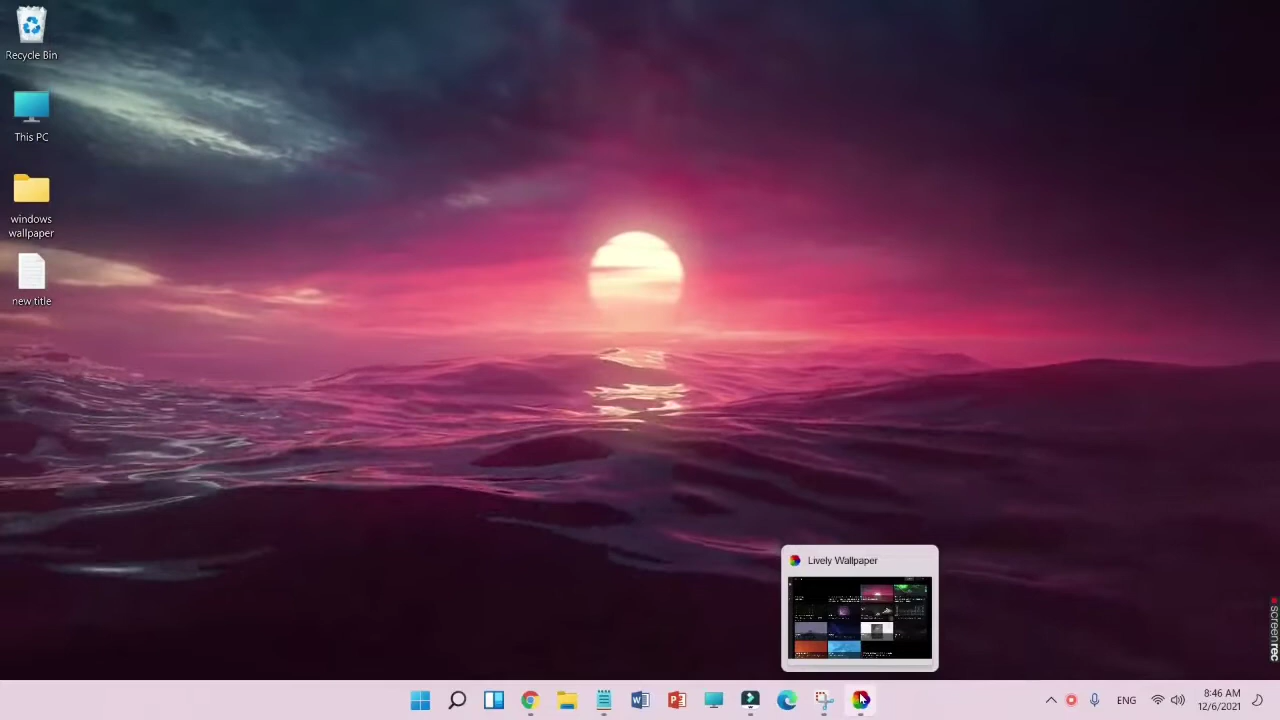 Recycle Bin
This PC
windows
wallpaper
new title
Lively Wallpaper
screenrec
ENG
8:46 AM
12/6/2021